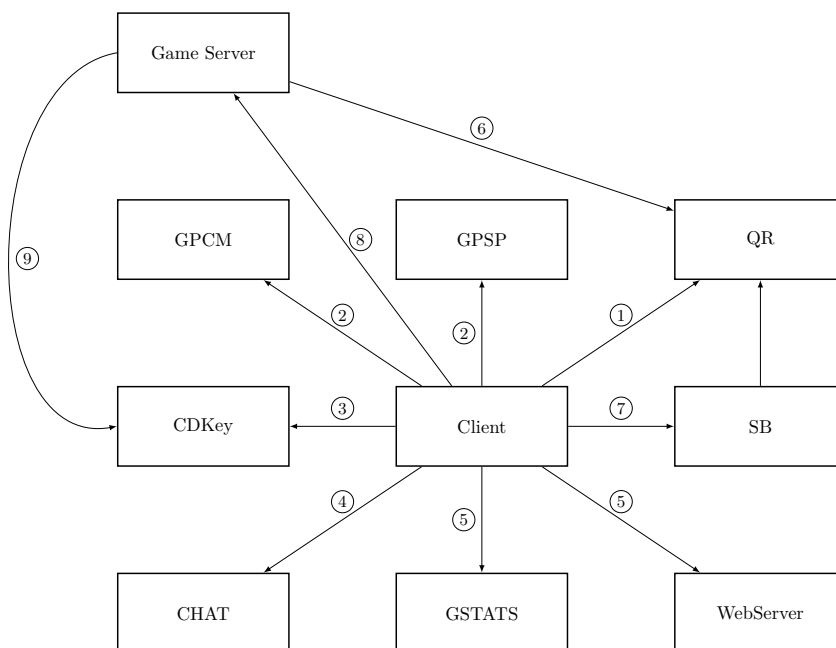 Game Server
6
GPCM
8
GPSP
QR
9
2
2
1
CDKey
3
Client
7
SB
4
5
5
CHAT
GSTATS
WebServer